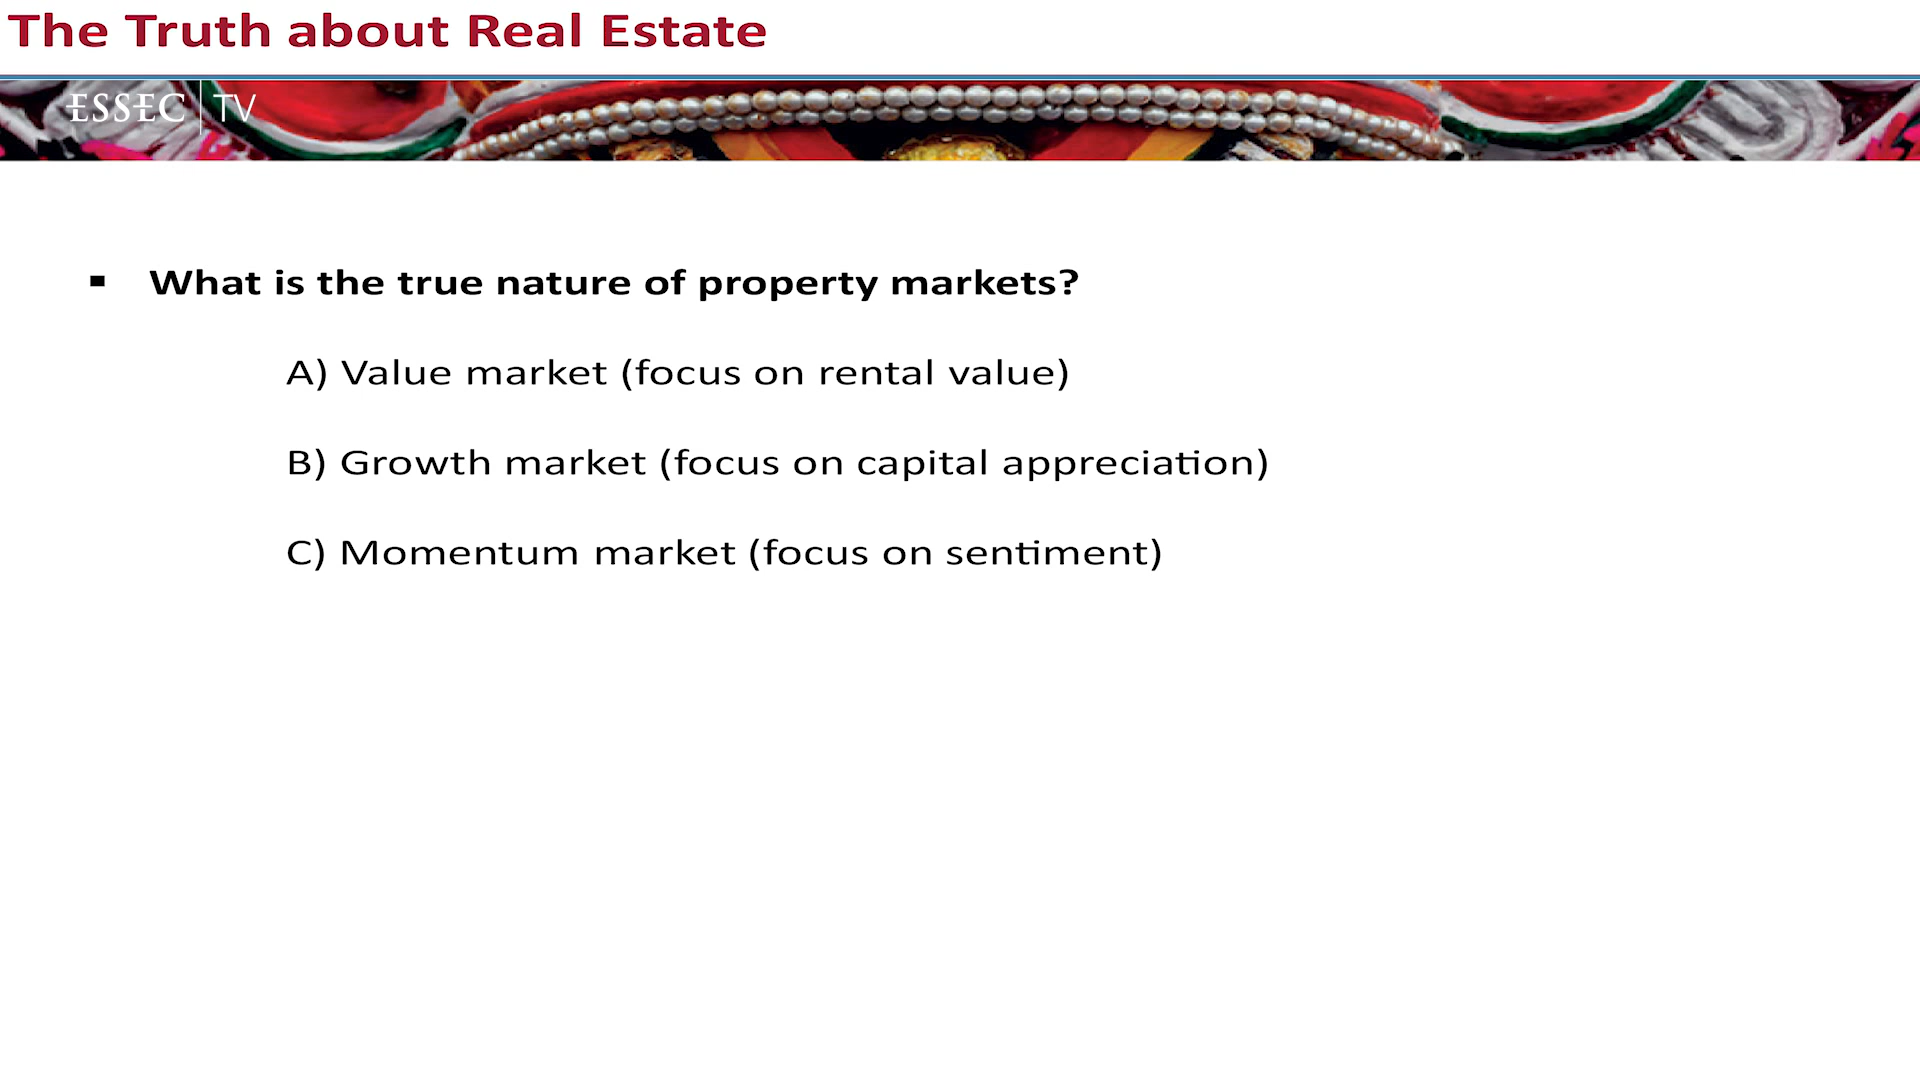 The Truth about Real Estate
ESSEC | TV
▪ What is the true nature of property markets?
A) Value market (focus on rental value)
B) Growth market (focus on capital appreciation)
C) Momentum market (focus on sentiment)